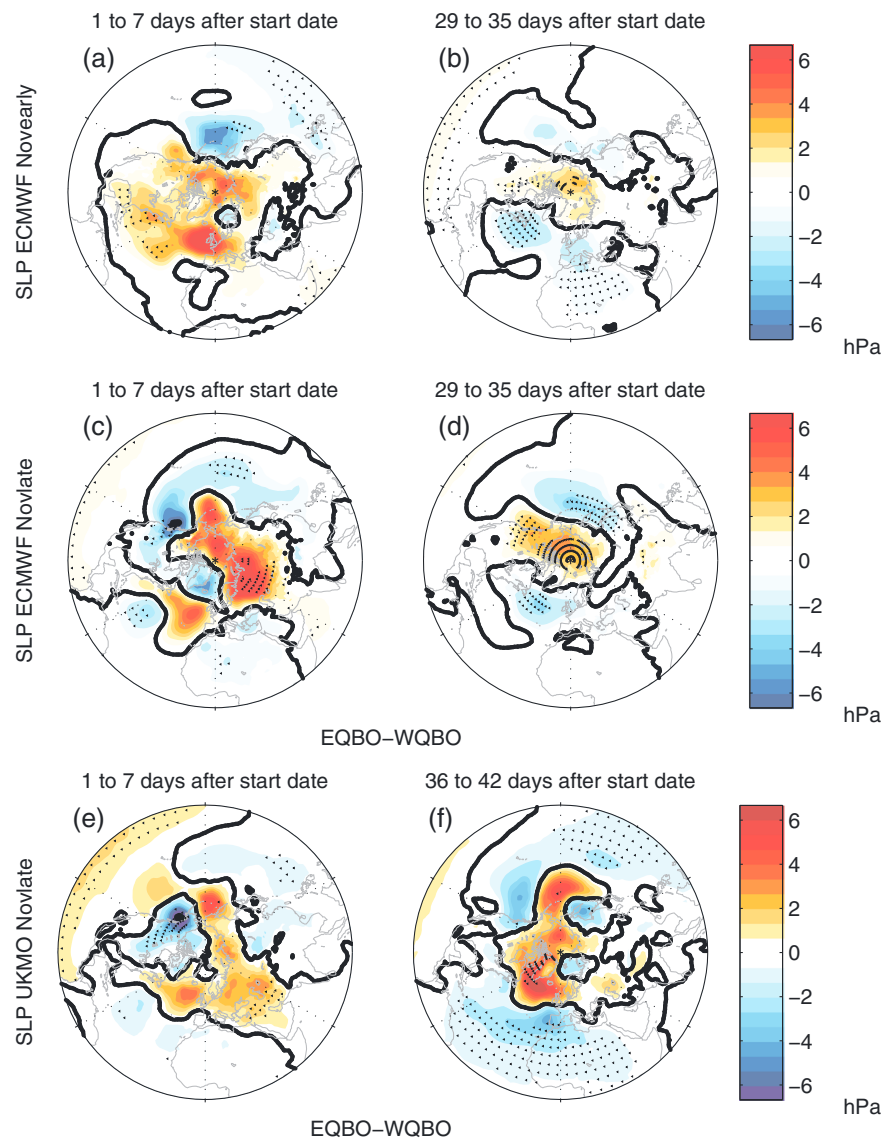 1 to 7 days after start date
29 to 35 days after start date
(a)
(b)
SLP ECMWF Novearly
6
4
2
0
−2
−4
−6
hPa
1 to 7 days after start date
29 to 35 days after start date
(c)
(d)
SLP ECMWF Novlate
6
4
2
0
−2
−4
−6
hPa
EQBO−WQBO
1 to 7 days after start date
36 to 42 days after start date
(e)
(f)
SLP UKMO Novlate
6
4
2
0
−2
−4
−6
hPa
EQBO−WQBO